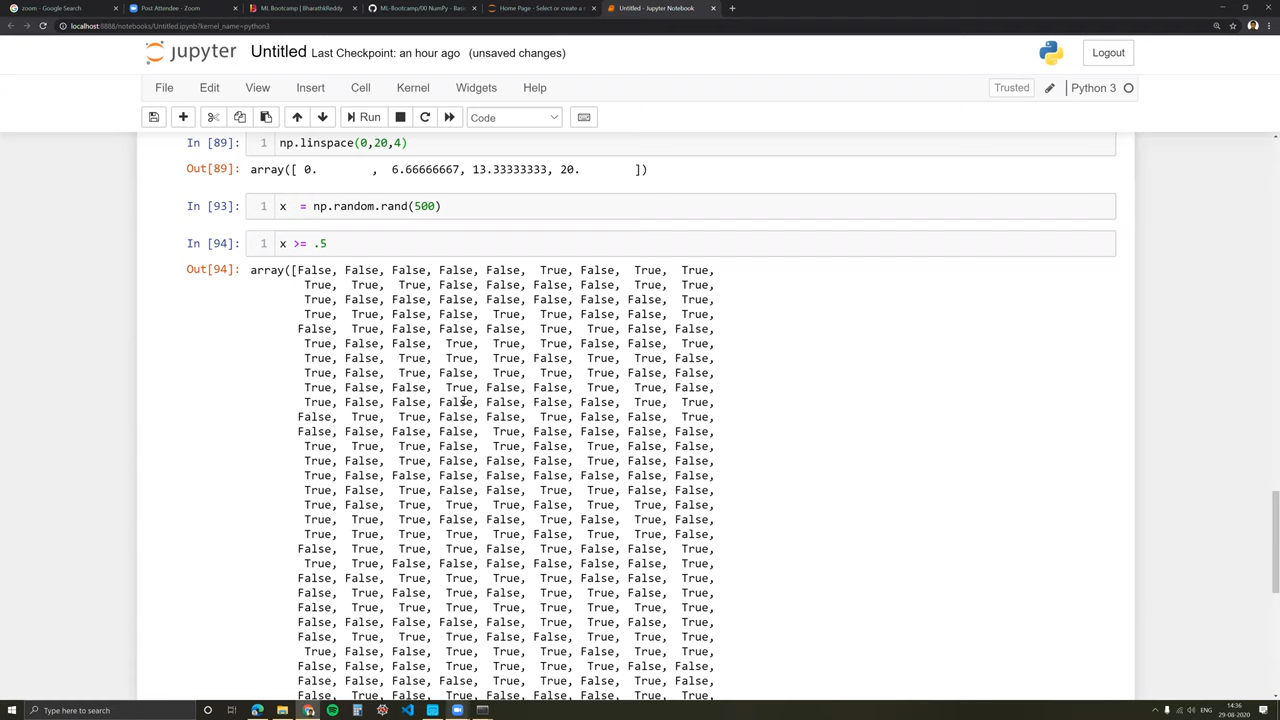 zoom - Google Search
Post Attendee - Zoom
ML Bootcamp | BharathKReddy
ML-Bootcamp/00 NumPy - Bas
Home Page - Select or create a n
Untitled - Jupyter Notebook
localhost:8888/notebooks/Untitled.ipynb?kernel_name=python3
jupyter Untitled Last Checkpoint: an hour ago (unsaved changes)
Logout
File Edit View Insert Cell Kernel Widgets Help
Trusted Python 3
Run Code
In [89]: 1 np.linspace(0,20,4)
Out[89]: array([ 0.        ,  6.66666667, 13.33333333, 20.        ])
In [93]: 1 x  = np.random.rand(500)
In [94]: 1 x >= .5
Out[94]: array([False, False, False, False, False,  True, False,  True,  True,
True,  True,  True, False, False, False, False,  True,  True,
True, False, False, False, False, False, False, False,  True,
True,  True, False, False,  True,  True, False, False,  True,
False,  True, False, False, False,  True,  True, False, False,
True, False, False,  True,  True,  True, False, False,  True,
True, False,  True,  True,  True, False,  True,  True, False,
True, False,  True, False,  True, False, False,  True, False,
True, False, False,  True, False, False,  True,  True, False,
True, False, False, False, False, False, False,  True,  True,
False,  True,  True, False, False,  True, False, False,  True,
False, False, False, False, False, False, False, False, False,
True,  True,  True, False,  True, False,  True, False, False,
True, False,  True, False, False, False,  True, False, False,
True, False, False, False, False, False, False, False, False,
True, False,  True, False, False,  True,  True, False, False,
True, False,  True,  True,  True, False,  True,  True, False,
True,  True,  True, False, False,  True, False,  True, False,
True,  True,  True,  True,  True, False,  True, False, False,
False, False,  True,  True, False,  True, False, False,  True,
True,  True, False, False, False, False, False,  True,  True,
False, False,  True,  True,  True,  True, False, False,  True,
False,  True,  True,  True, False, False,  True, False,  True,
False,  True,  True,  True,  True, False, False,  True,  True,
False,  True, False, False, False, False,  True, False,  True,
False,  True,  True,  True, False, False,  True, False,  True,
True, False, False,  True,  True,  True, False,  True, False,
False, False, False,  True,  True,  True,  True, False, False,
False, False, False,  True, False, False, False,  True, False,
False, False,  True,  True,  True, False, False,  True,  True,
Type here to search
ENG
14:36
29-08-2020